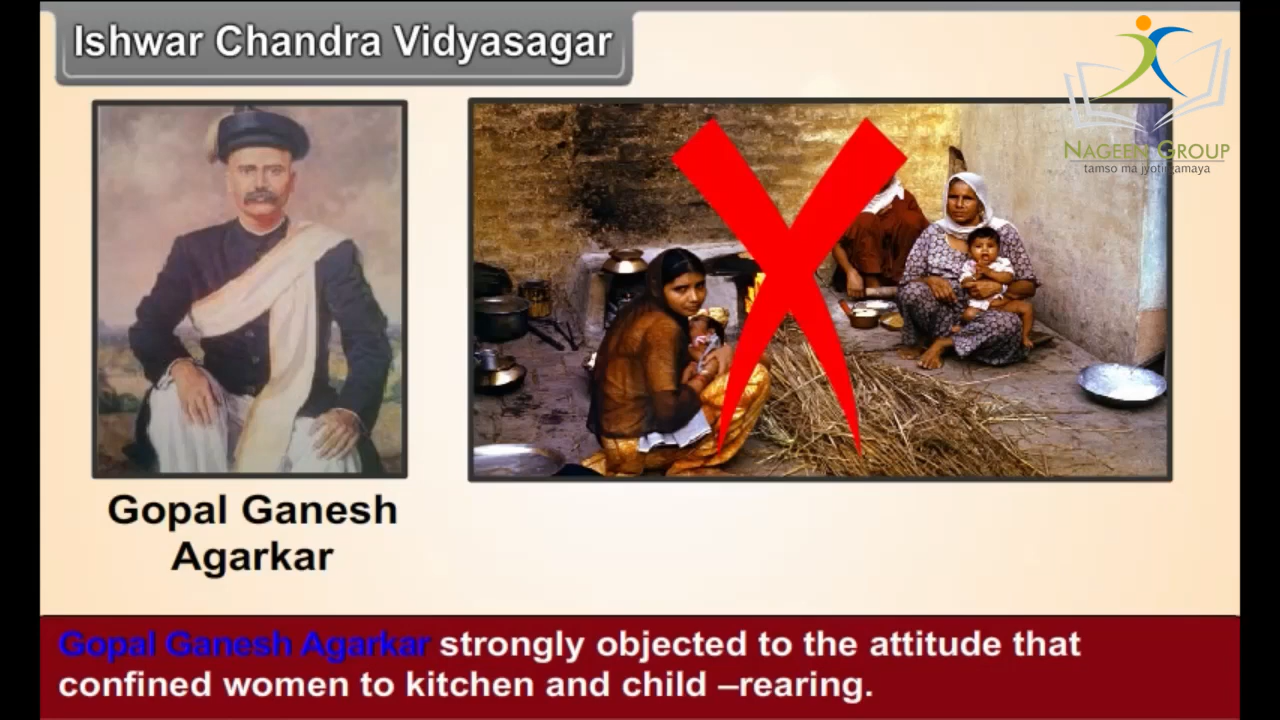 Ishwar Chandra Vidyasagar
NAGEEN GROUP
tamso ma jyotirgamaya
Gopal Ganesh
Agarkar
Gopal Ganesh Agarkar strongly objected to the attitude that
confined women to kitchen and child –rearing.